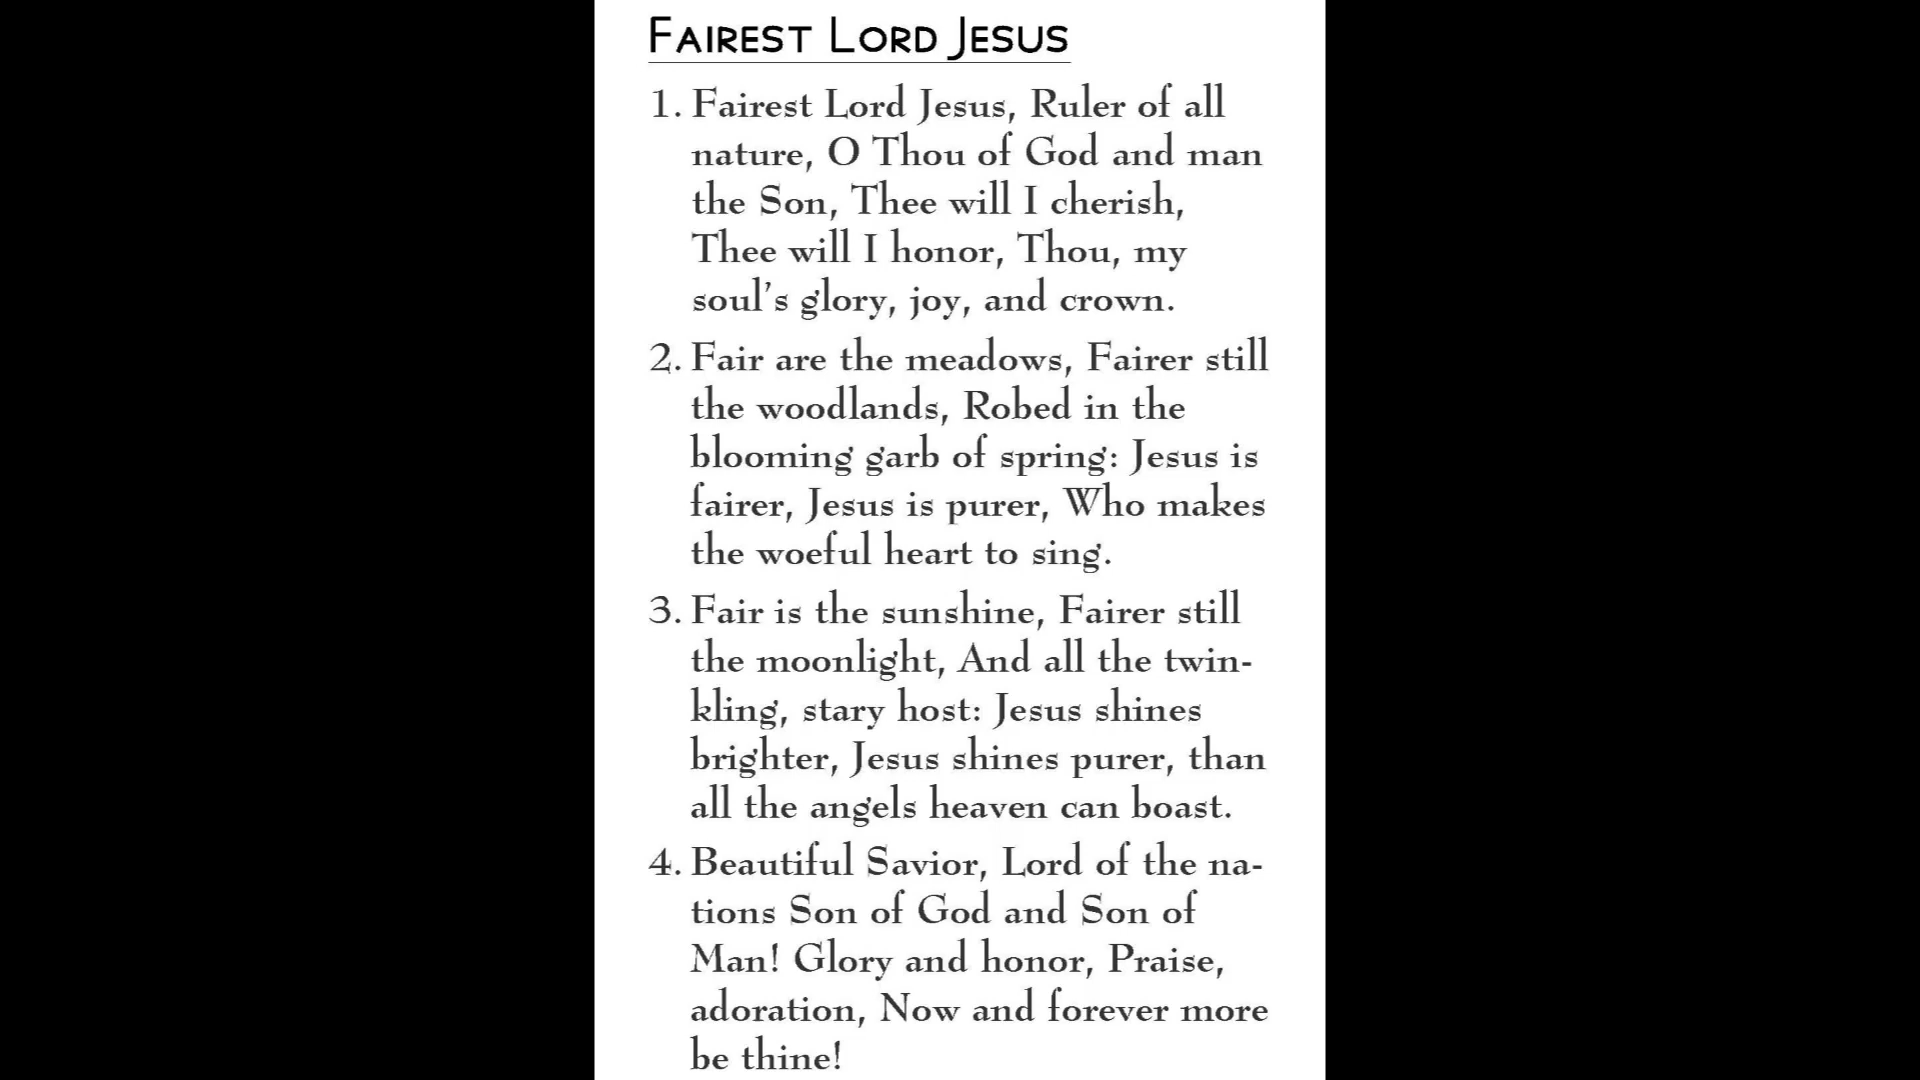 Fairest Lord Jesus
1. Fairest Lord Jesus, Ruler of all
nature, O Thou of God and man
the Son, Thee will I cherish,
Thee will I honor, Thou, my
soul's glory, joy, and crown.
2. Fair are the meadows, Fairer still
the woodlands, Robed in the
blooming garb of spring: Jesus is
fairer, Jesus is purer, Who makes
the woeful heart to sing.
3. Fair is the sunshine, Fairer still
the moonlight, And all the twin-
kling, stary host: Jesus shines
brighter, Jesus shines purer, than
all the angels heaven can boast.
4. Beautiful Savior, Lord of the na-
tions Son of God and Son of
Man! Glory and honor, Praise,
adoration, Now and forever more
be thine!